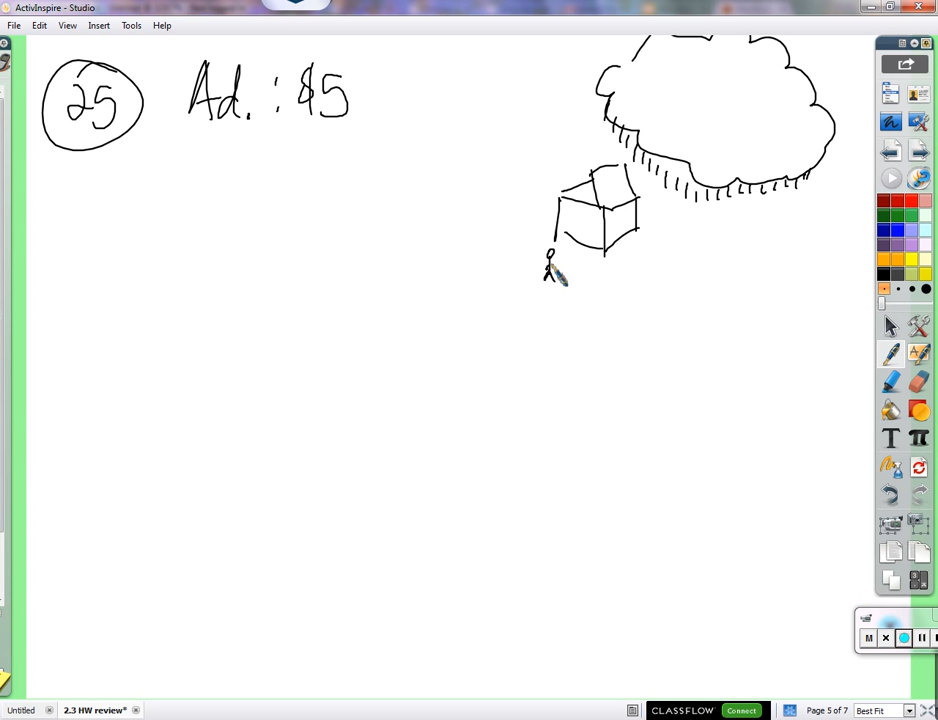 ActivInspire - Studio
File Edit View Insert Tools Help
25 Ad. : $5
M
Untitled 2.3 HW review* CLASSFLOW Connect Page 5 of 7 Best Fit